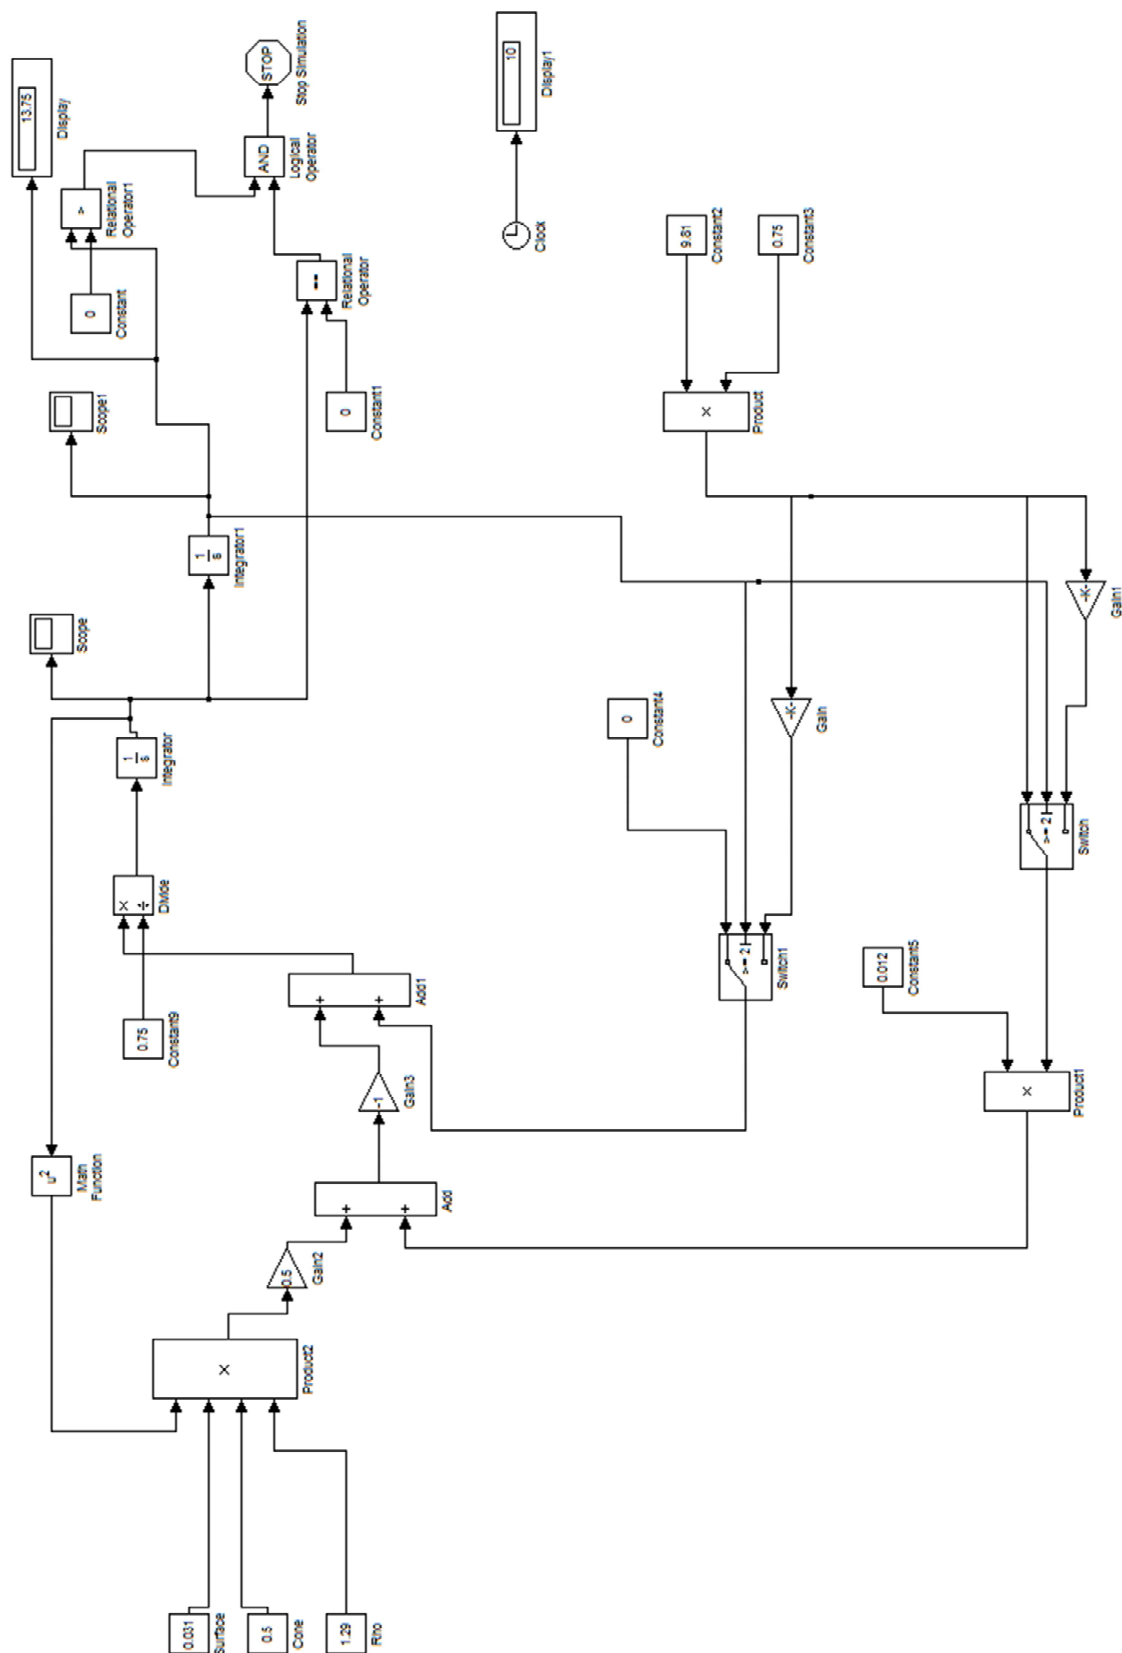 13.75
Display
STOP
Stop Simulation
10
Display1
>
Relational
Operator1
AND
Logical
Operator
0
Constant
==
Relational
Operator
Clock
9.81
Constant2
0.75
Constant3
Scope1
0
Constant1
×
Product
1
s
Integrator1
-K-
Gain1
Scope
1
s
Integrator
0
Constant4
-K-
Gain
×
÷
Divide
>= 2
Switch
>= 2
Switch1
0.75
Constant9
+
+
Add1
0.012
Constant5
-1
Gain3
×
Product1
u2
Math
Function
+
+
Add
0.5
Gain2
×
Product2
0.031
Surface
0.5
Cone
1.29
Rho